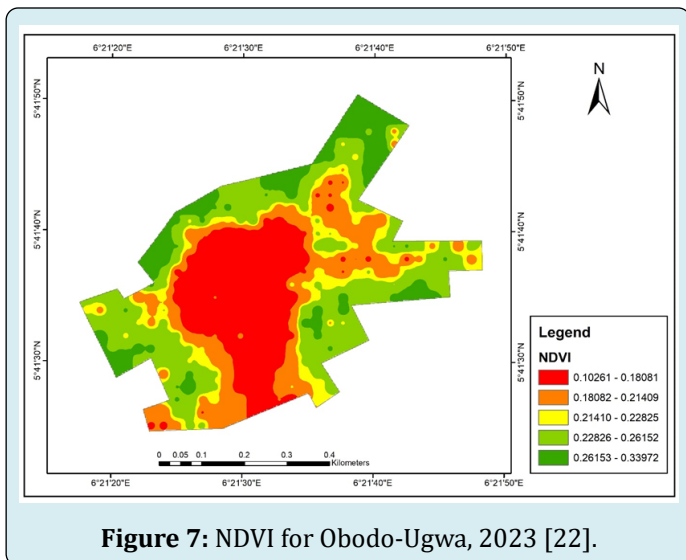 6°21'20"E 6°21'30"E 6°21'40"E 6°21'50"E
N
5°41'50"N 5°41'50"N
5°41'40"N 5°41'40"N
5°41'30"N 5°41'30"N
Legend
NDVI
0.10261 - 0.18081
0.18082 - 0.21409
0.21410 - 0.22825
0.22826 - 0.26152
0.26153 - 0.33972
0 0.05 0.1 0.2 0.3 0.4
Kilometers
6°21'20"E 6°21'30"E 6°21'40"E 6°21'50"E
Figure 7: NDVI for Obodo-Ugwa, 2023 [22].